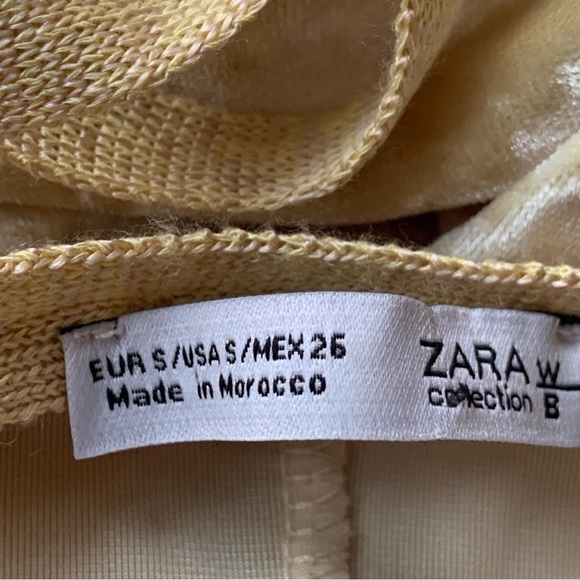 EUR S/USA S/MEX 26
Made in Morocco
ZARA W
collection B